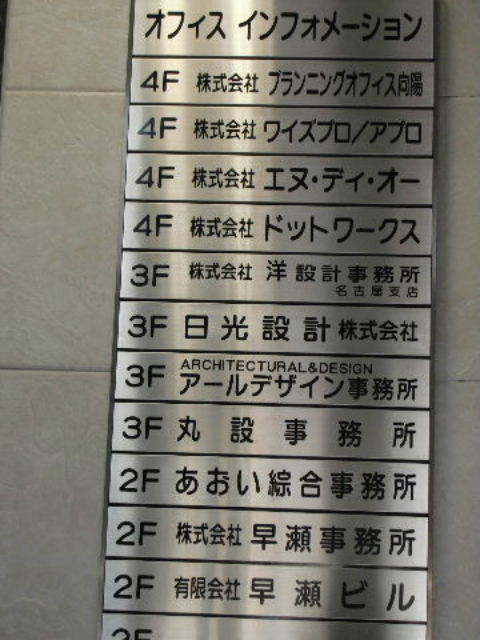 オフィス インフォメーション
4F 株式会社 プランニングオフィス向陽
4F 株式会社 ワイズプロ/アプロ
4F 株式会社 エヌ・ディ・オー
4F 株式会社 ドットワークス
3F 株式会社 洋設計事務所
名古屋支店
3F 日光設計株式会社
ARCHITECTURAL&DESIGN
3F アールデザイン事務所
3F 丸設事務所
2F あおい綜合事務所
2F 株式会社 早瀬事務所
2F 有限会社 早瀬ビル
2F